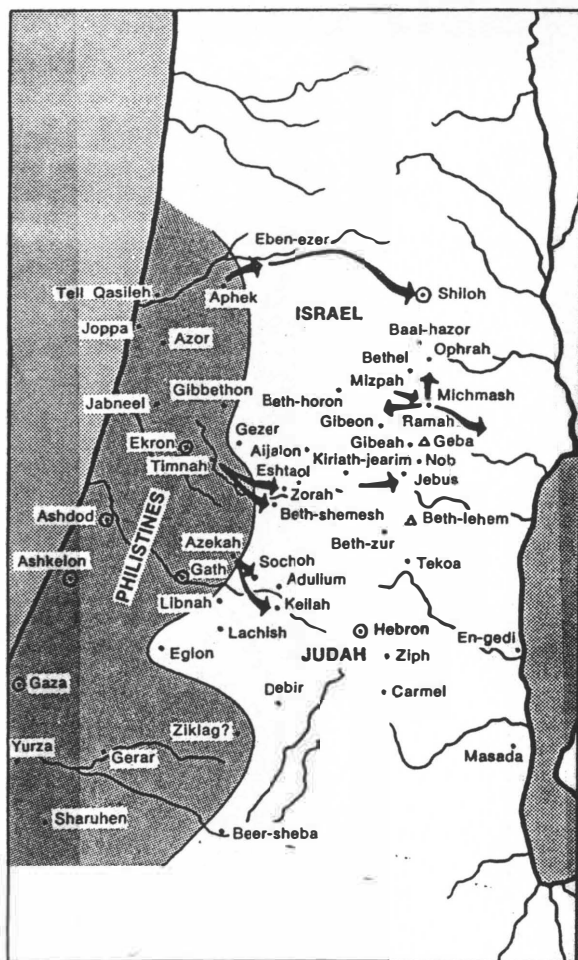 Eben-ezer
Tell Qasileh
Aphek
Shiloh
ISRAEL
Joppa
Azor
Baal-hazor
Ophrah
Bethel
Mizpah
Jabneel
Gibbethon
Beth-horon
Michmash
Gibeon
Ramah
Gezer
Ekron
Gibeah
Geba
Aijalon
Timnah
Kiriath-jearim
Nob
Eshtaol
Jebus
Zorah
Ashdod
Beth-shemesh
Beth-lehem
PHILISTINES
Azekah
Beth-zur
Ashkelon
Gath
Sochoh
Tekoa
Adullum
Libnah
Keilah
Lachish
Hebron
En-gedi
Eglon
JUDAH
Ziph
Gaza
Debir
Carmel
Ziklag?
Yurza
Gerar
Masada
Sharuhen
Beer-sheba